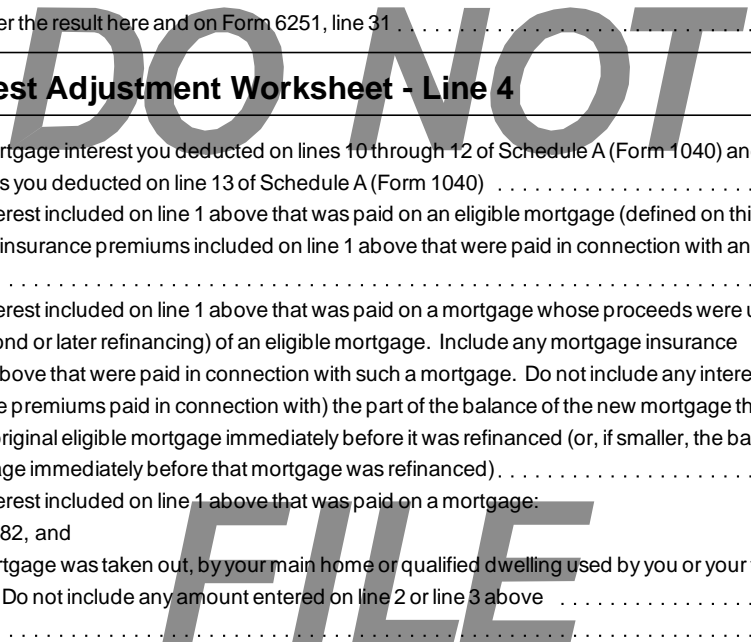 er the result here and on Form 6251, line 31
DO NOT
est Adjustment Worksheet - Line 4
rtgage interest you deducted on lines 10 through 12 of Schedule A (Form 1040) an
s you deducted on line 13 of Schedule A (Form 1040)
erest included on line 1 above that was paid on an eligible mortgage (defined on thi
insurance premiums included on line 1 above that were paid in connection with an
erest included on line 1 above that was paid on a mortgage whose proceeds were u
ond or later refinancing) of an eligible mortgage. Include any mortgage insurance
bove that were paid in connection with such a mortgage. Do not include any intere
e premiums paid in connection with) the part of the balance of the new mortgage th
original eligible mortgage immediately before it was refinanced (or, if smaller, the ba
age immediately before that mortgage was refinanced)
erest included on line 1 above that was paid on a mortgage:
82, and
FILE
rtgage was taken out, by your main home or qualified dwelling used by you or your
Do not include any amount entered on line 2 or line 3 above